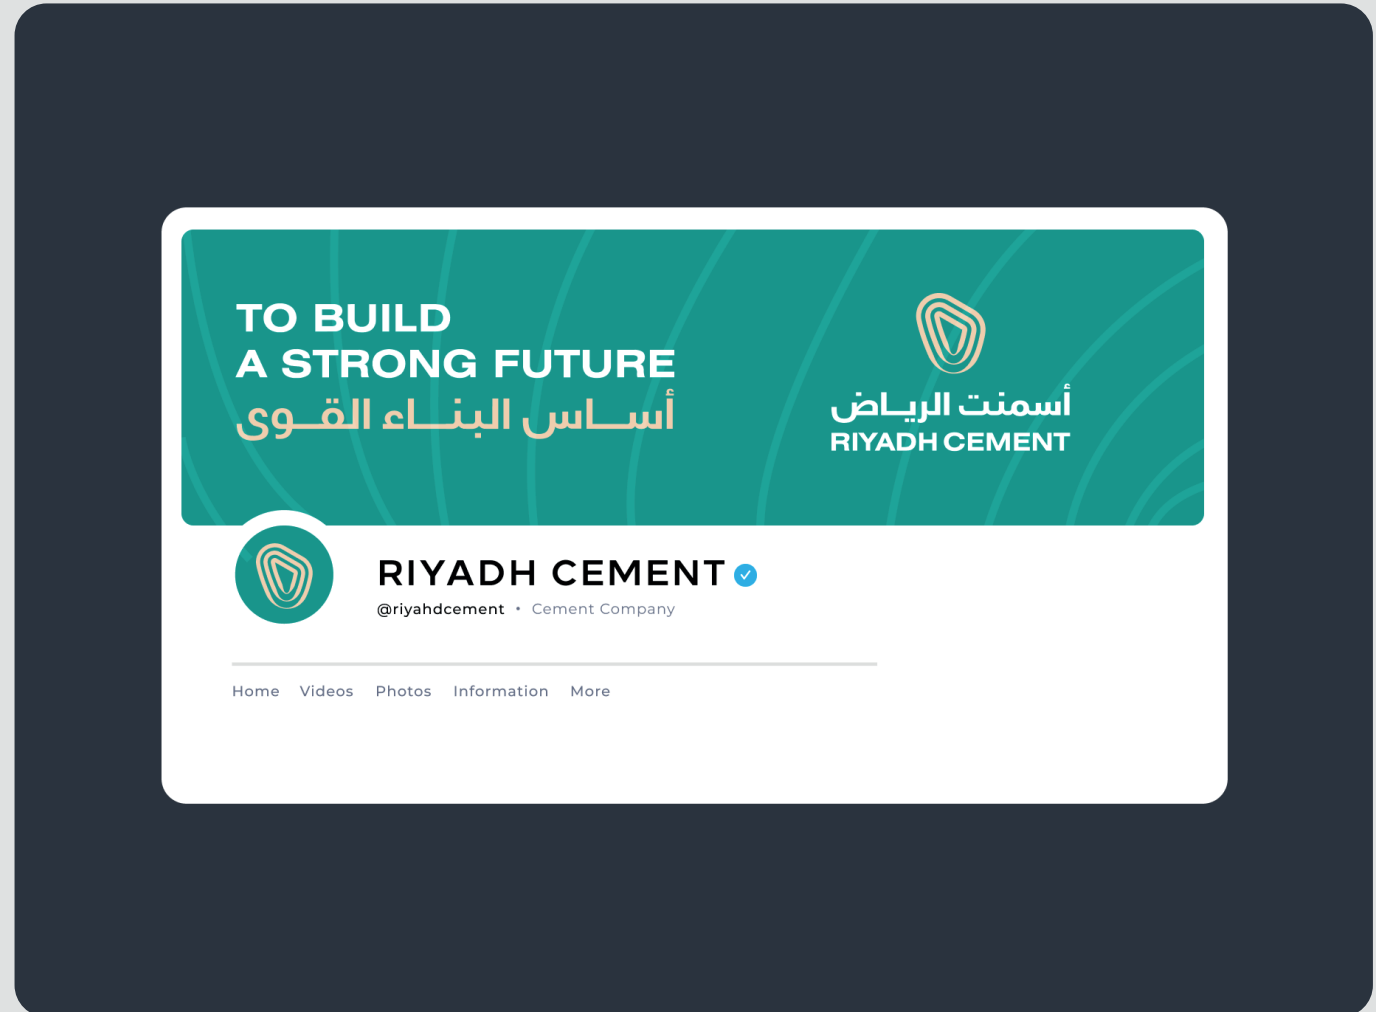 TO BUILD
A STRONG FUTURE
أســاس البنــاء القــوى
أسمنت الريــاض
RIYADH CEMENT
RIYADH CEMENT
@riyahdcement • Cement Company
Home Videos Photos Information More